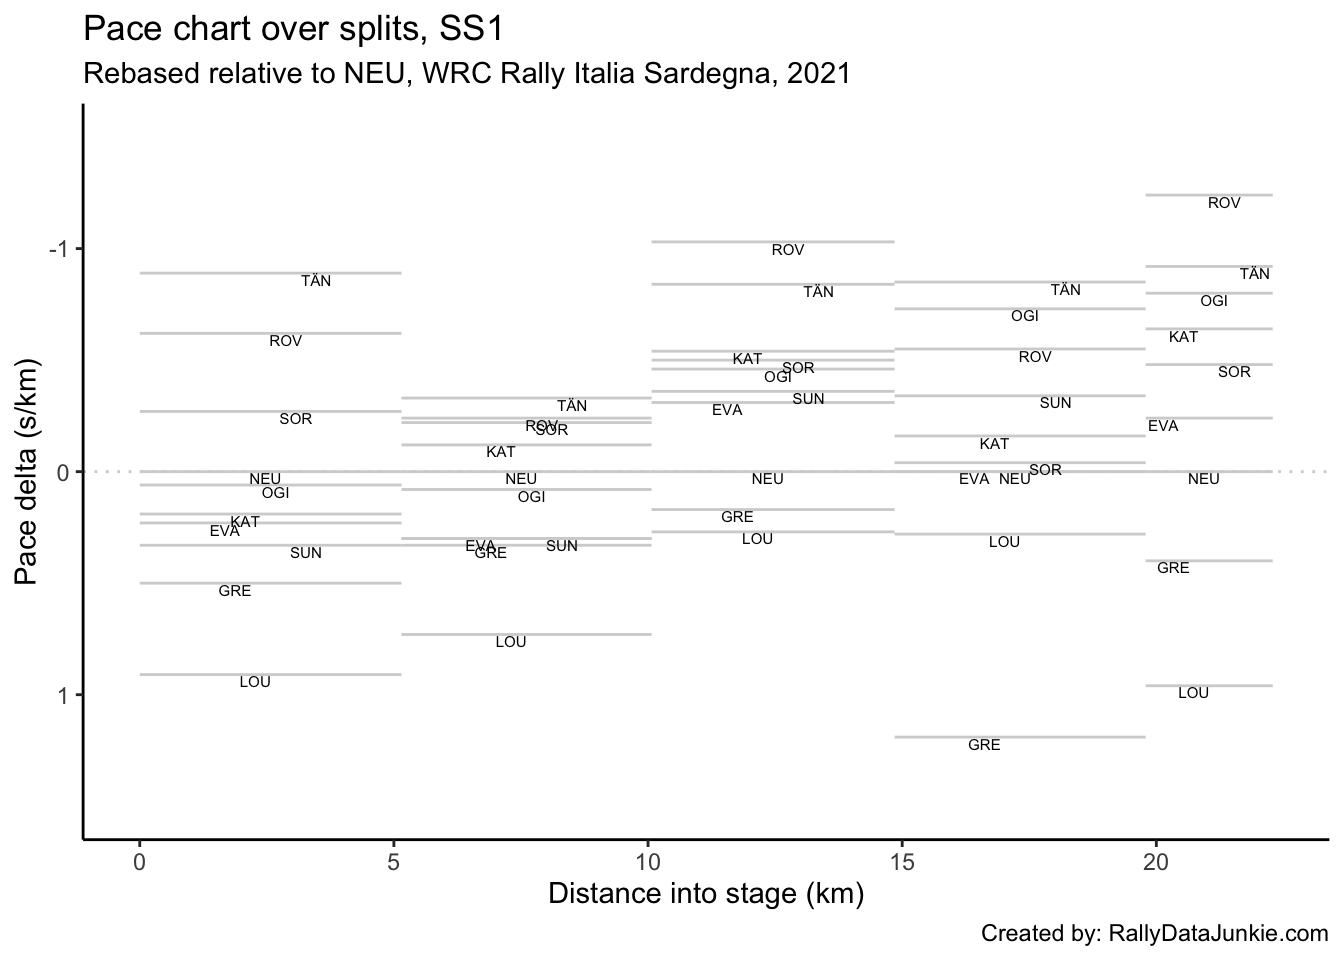 Pace chart over splits, SS1
Rebased relative to NEU, WRC Rally Italia Sardegna, 2021
Pace delta (s/km)
-1
0
1
TÄN
ROV
SOR
NEU
OGI
KAT
EVA
SUN
GRE
LOU
TÄN
ROV
SOR
KAT
NEU
OGI
EVA
SUN
GRE
LOU
ROV
TÄN
KAT
SOR
OGI
SUN
EVA
NEU
GRE
LOU
TÄN
OGI
ROV
SUN
KAT
SOR
EVA
NEU
LOU
GRE
ROV
TÄN
OGI
KAT
SOR
EVA
NEU
GRE
LOU
0 5 10 15 20
Distance into stage (km)
Created by: RallyDataJunkie.com